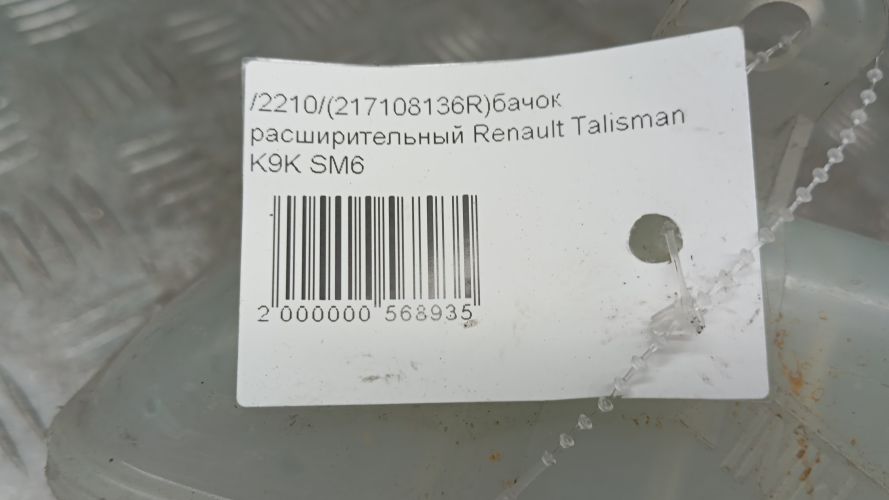 /2210/(217108136R)бачок
расширительный Renault Talisman
K9K SM6
2 000000 568935